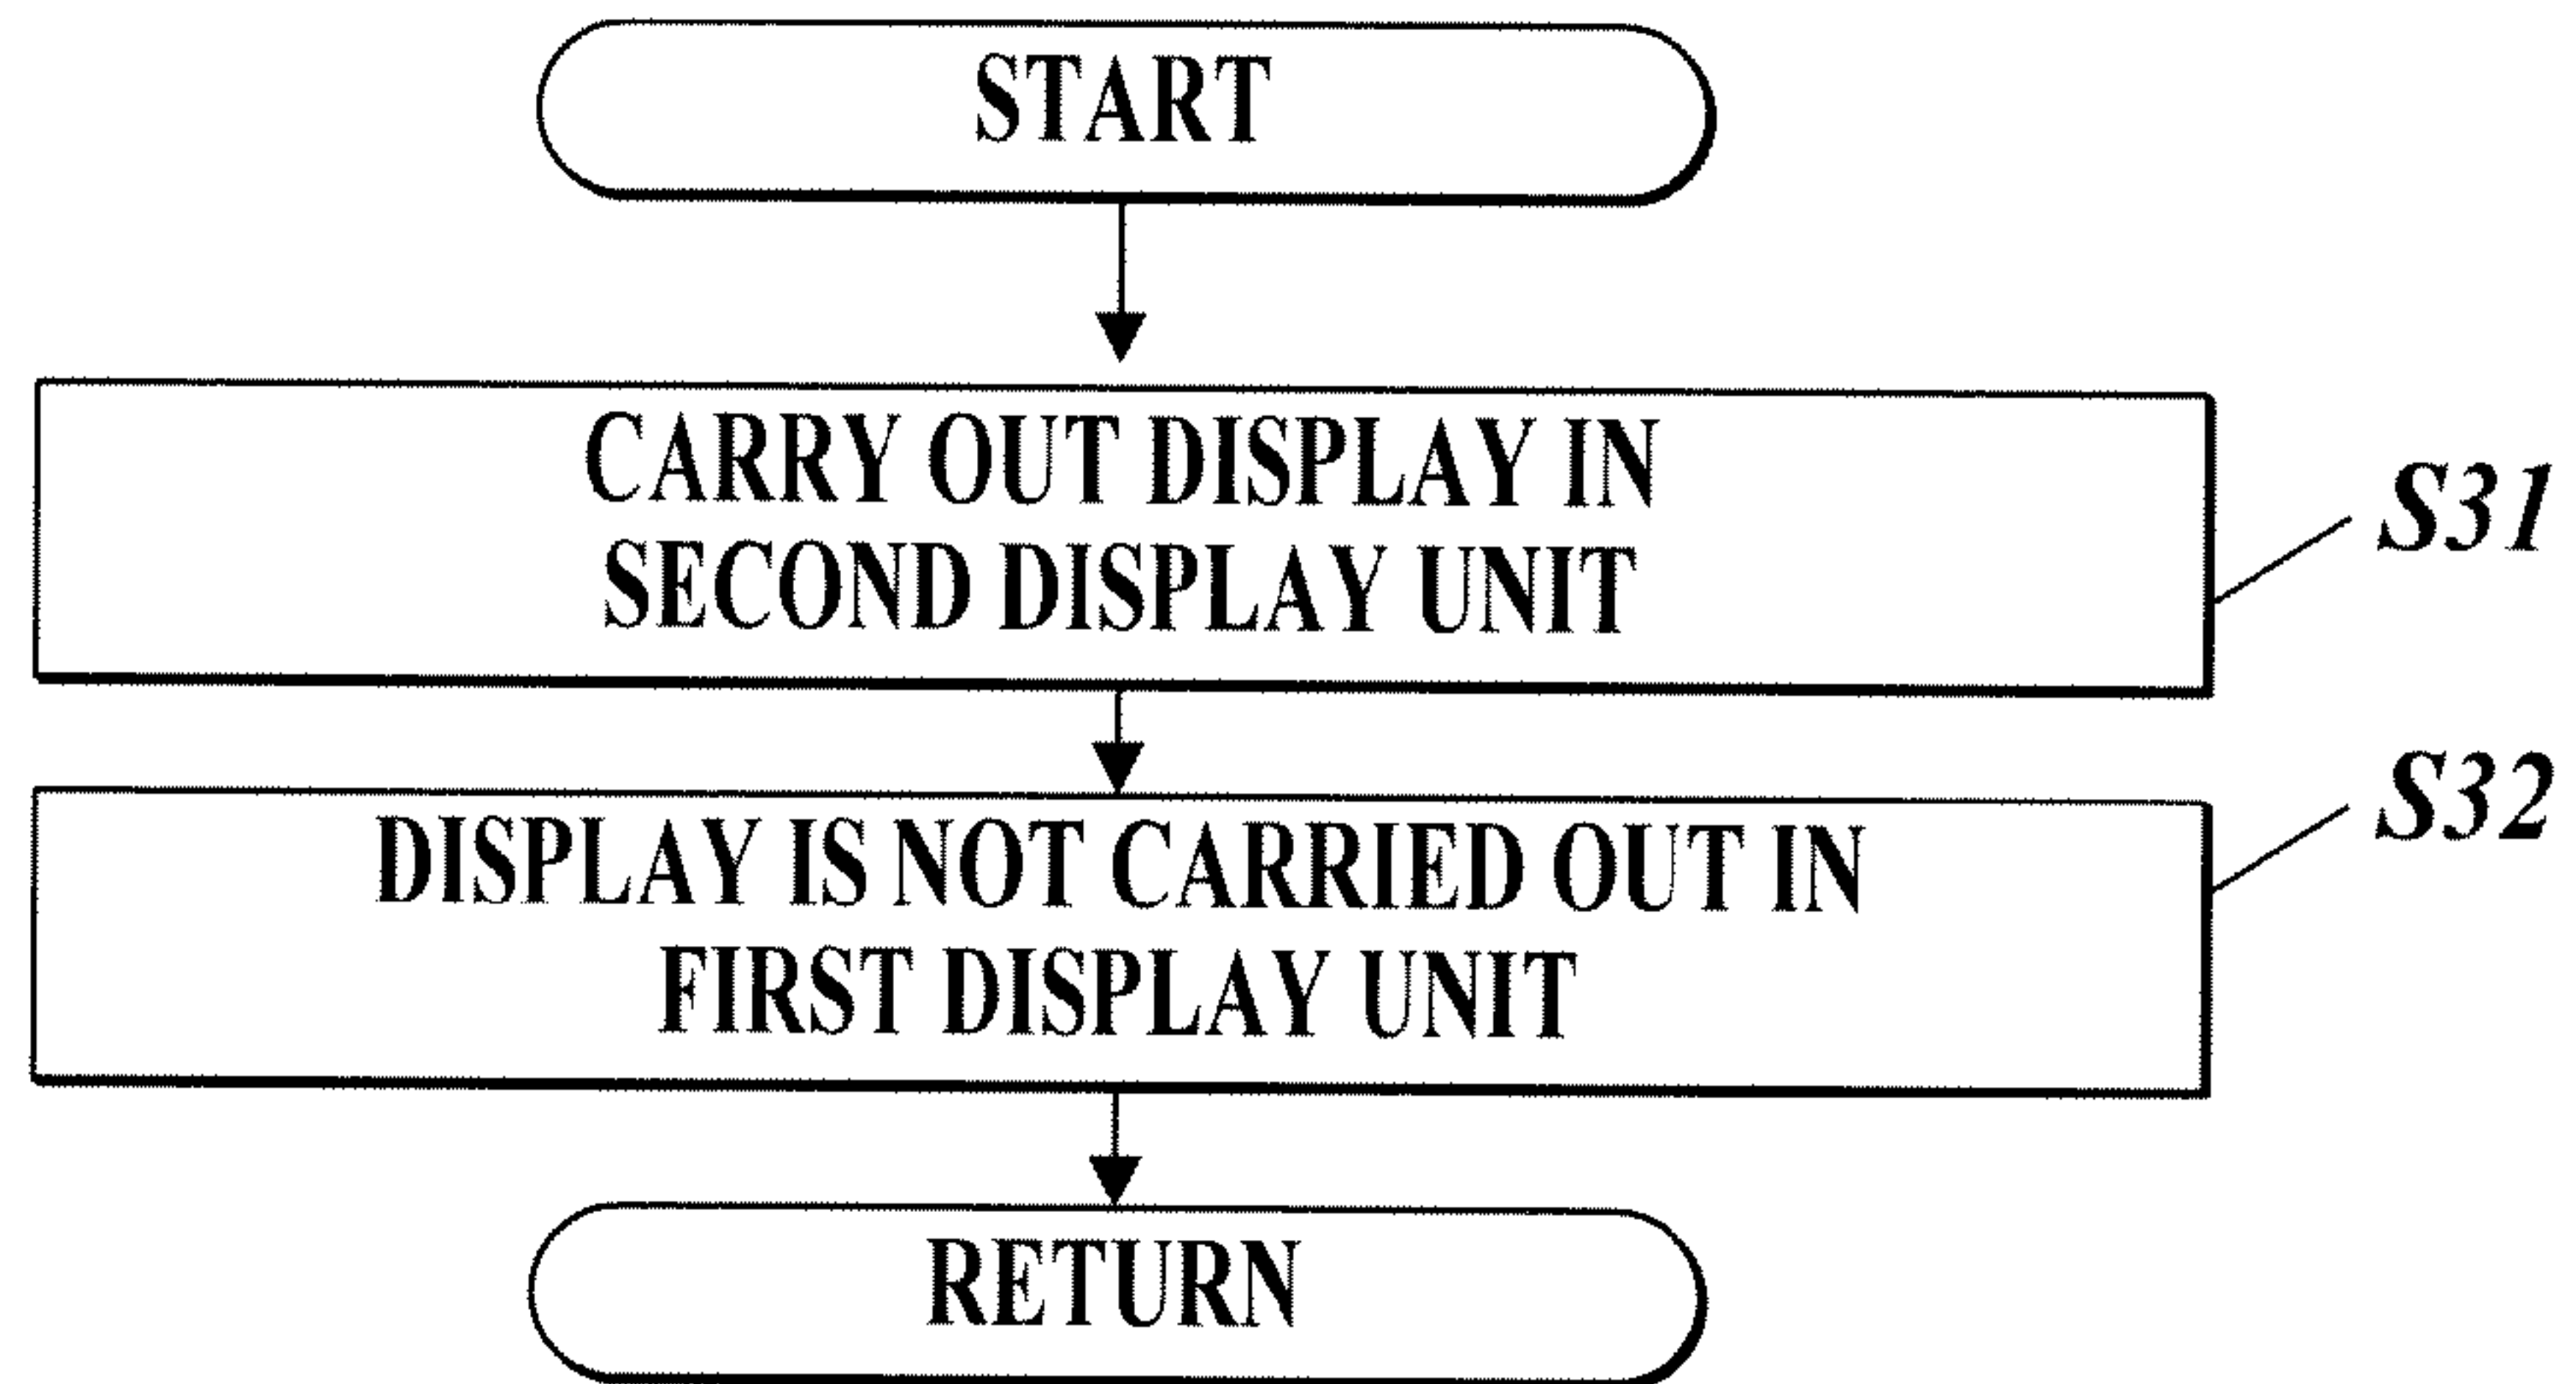 START
CARRY OUT DISPLAY IN
SECOND DISPLAY UNIT
S31
DISPLAY IS NOT CARRIED OUT IN
FIRST DISPLAY UNIT
S32
RETURN